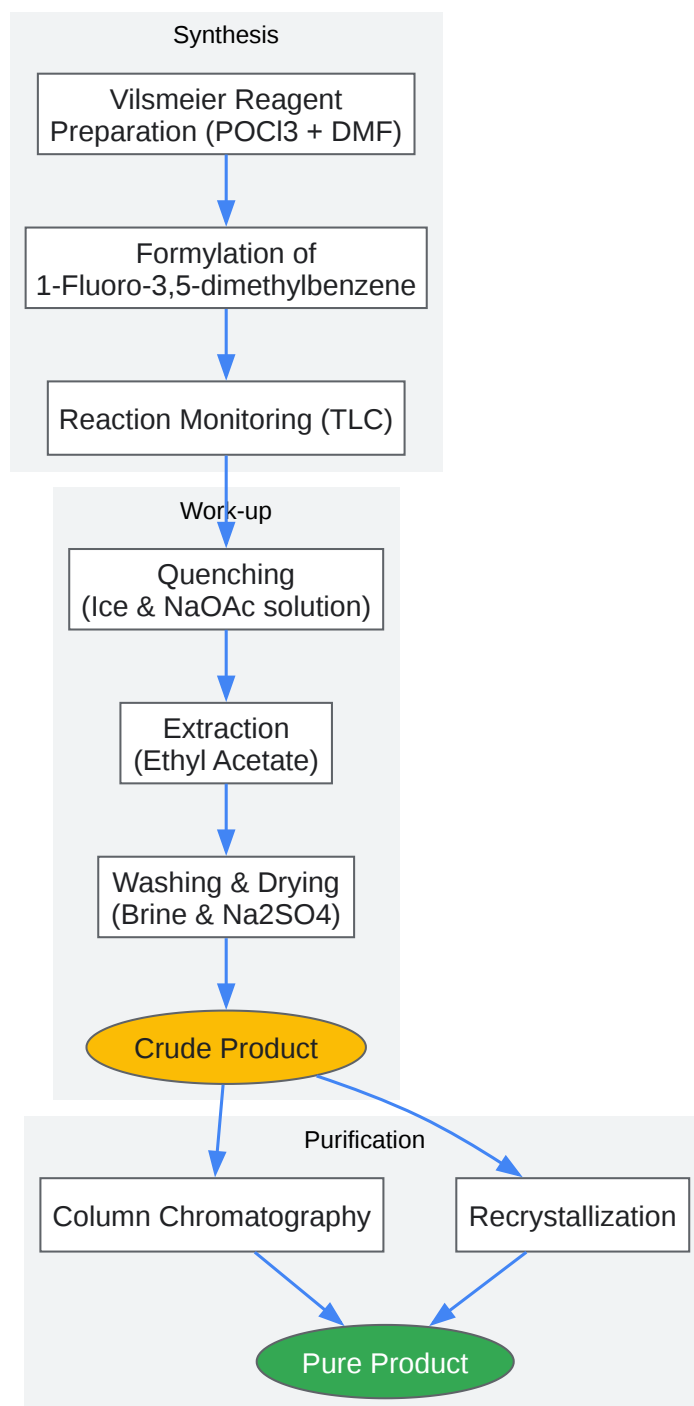 Synthesis
Vilsmeier Reagent
Preparation (POCl3 + DMF)
Formylation of
1-Fluoro-3,5-dimethylbenzene
Reaction Monitoring (TLC)
Work-up
Quenching
(Ice & NaOAc solution)
Extraction
(Ethyl Acetate)
Washing & Drying
(Brine & Na2SO4)
Crude Product
Purification
Column Chromatography
Recrystallization
Pure Product